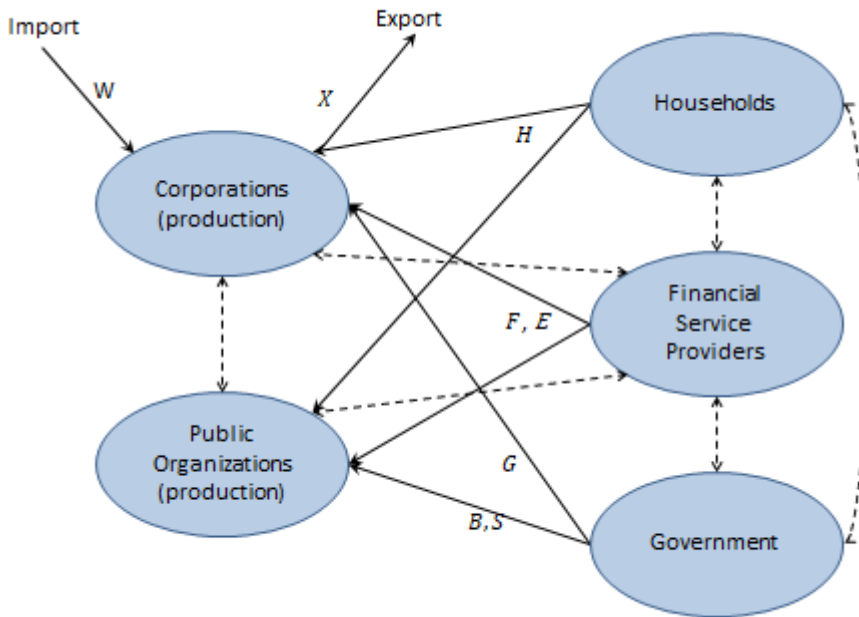 Import
Export
W
X
Households
H
Corporations
(production)
Financial
Service
Providers
F, E
Public
Organizations
(production)
G
B,S
Government